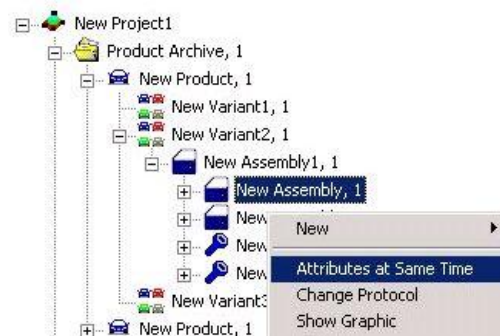 New Project1
Product Archive, 1
New Product, 1
New Variant1, 1
New Variant2, 1
New Assembly1, 1
New Assembly, 1
New
New
New
New
Attributes at Same Time
New Variant3
Change Protocol
New Product, 1
Show Graphic